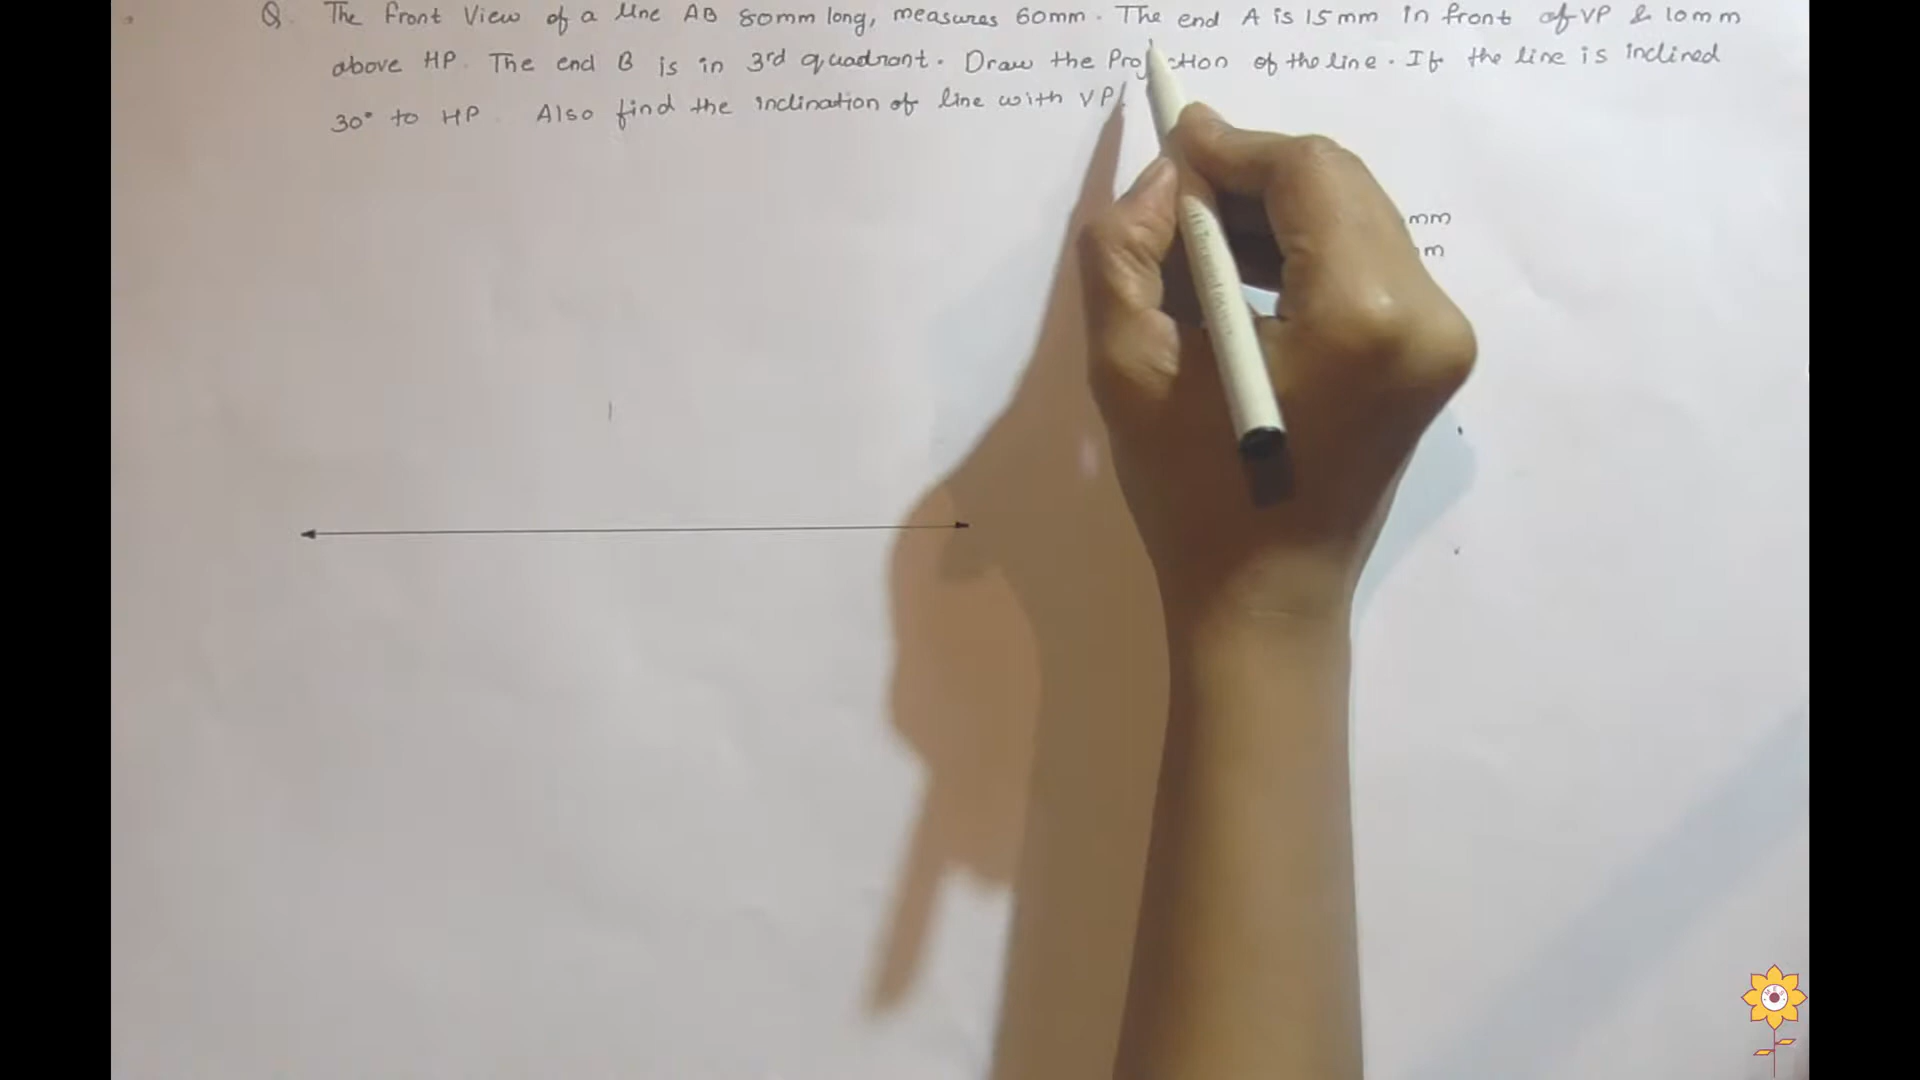 Q. The Front View of a line AB 80mm long, measures 60mm. The end A is 15mm in front of VP & 10mm
above HP. The end B is in 3rd quadrant. Draw the of the line. If the line is inclined
30° to HP. Also find the inclination of line with VP.
mm
m